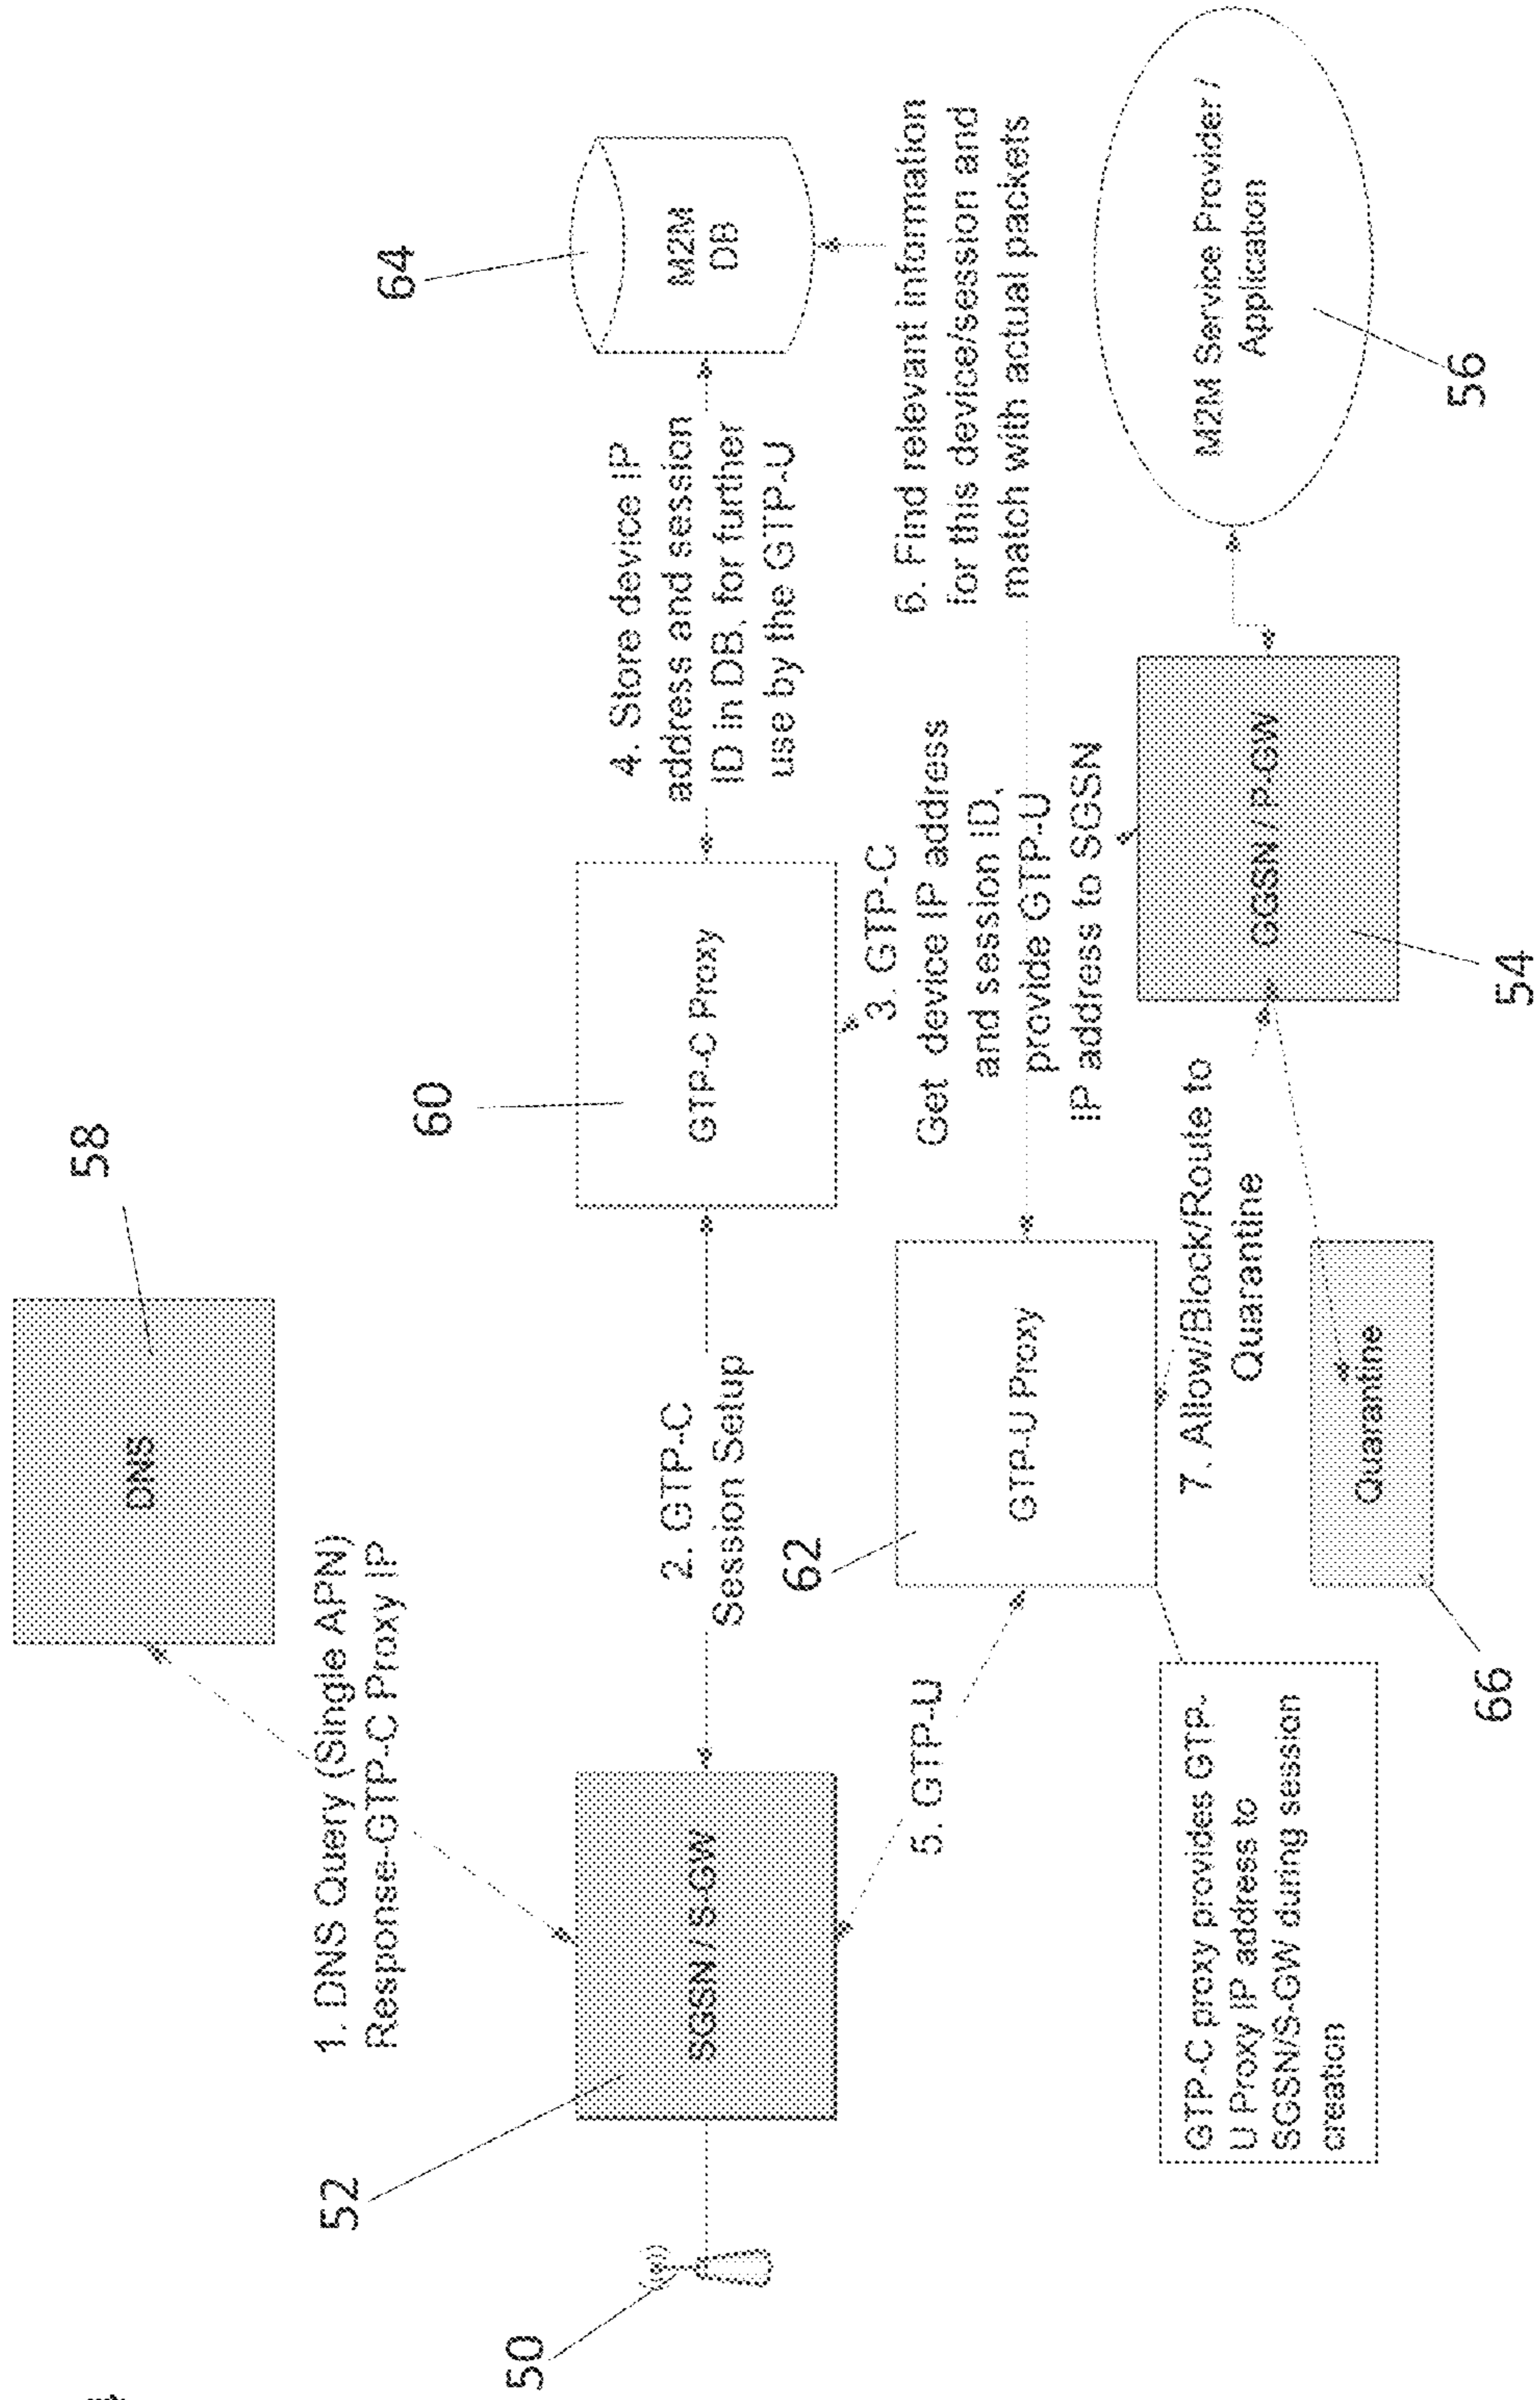 58
DNS
1. DNS Query (Single APN)
Response-GTP-C Proxy IP
52
50
SGSN / S-GW
2. GTP-C
Session Setup
60
GTP-C Proxy
4. Store device IP
address and session
ID in DB, for further
use by the GTP-U
64
M2M
DB
5. GTP-U
62
GTP-U Proxy
3. GTP-C
Get device IP address
and session ID,
provide GTP-U
IP address to SGSN
6. Find relevant information
for this device/session and
match with actual packets
GTP-C proxy provides GTP-
U Proxy IP address to
SGSN/S-GW during session
creation
7. Allow/Block/Route to
Quarantine
Quarantine
66
GGSN / P-GW
54
M2M Service Provider /
Application
56